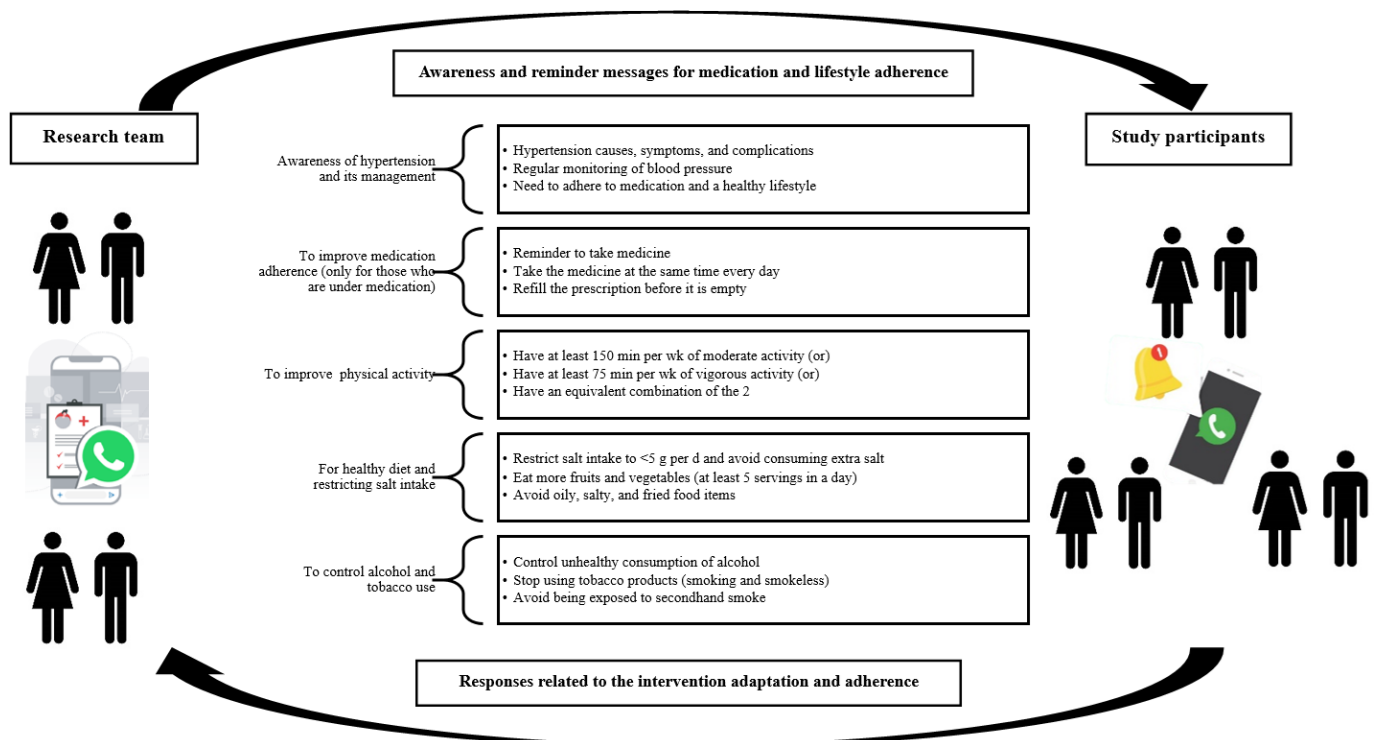 Awareness and reminder messages for medication and lifestyle adherence
Research team
Study participants
Awareness of hypertension
and its management
• Hypertension causes, symptoms, and complications
• Regular monitoring of blood pressure
• Need to adhere to medication and a healthy lifestyle
To improve medication
adherence (only for those who
are under medication)
• Reminder to take medicine
• Take the medicine at the same time every day
• Refill the prescription before it is empty
To improve physical activity
• Have at least 150 min per wk of moderate activity (or)
• Have at least 75 min per wk of vigorous activity (or)
• Have an equivalent combination of the 2
For healthy diet and
restricting salt intake
• Restrict salt intake to <5 g per d and avoid consuming extra salt
• Eat more fruits and vegetables (at least 5 servings in a day)
• Avoid oily, salty, and fried food items
To control alcohol and
tobacco use
• Control unhealthy consumption of alcohol
• Stop using tobacco products (smoking and smokeless)
• Avoid being exposed to secondhand smoke
1
Responses related to the intervention adaptation and adherence